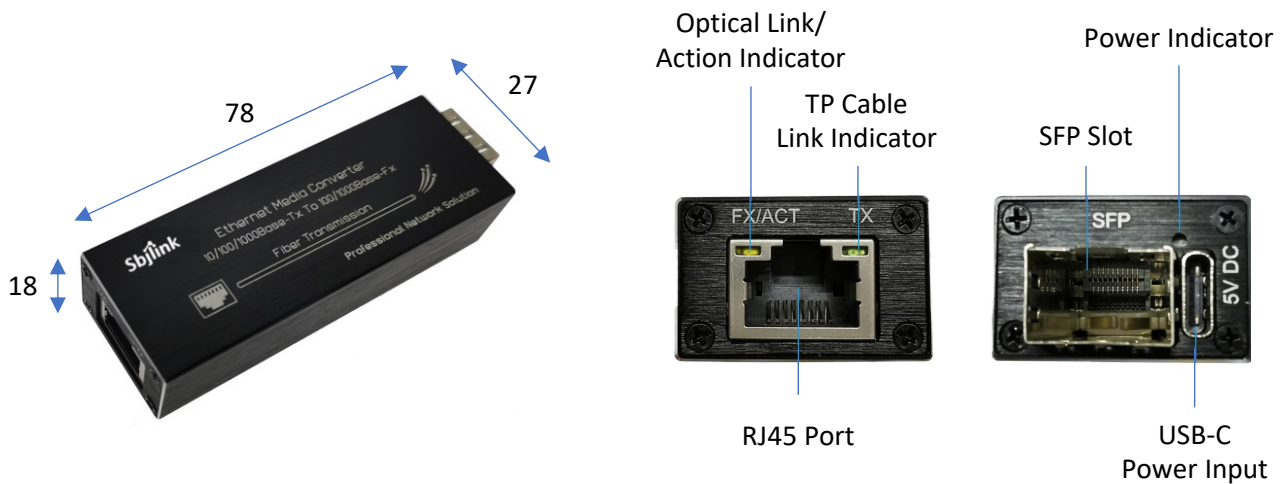 78
27
18
Sbjlink
Ethernet Media Converter
10/100/1000Base-Tx To 100/1000Base-Fx
Fiber Transmission
Professional Network Solution
Optical Link/
Action Indicator
TP Cable
Link Indicator
FX/ACT TX
RJ45 Port
Power Indicator
SFP Slot
SFP
5V DC
USB-C
Power Input